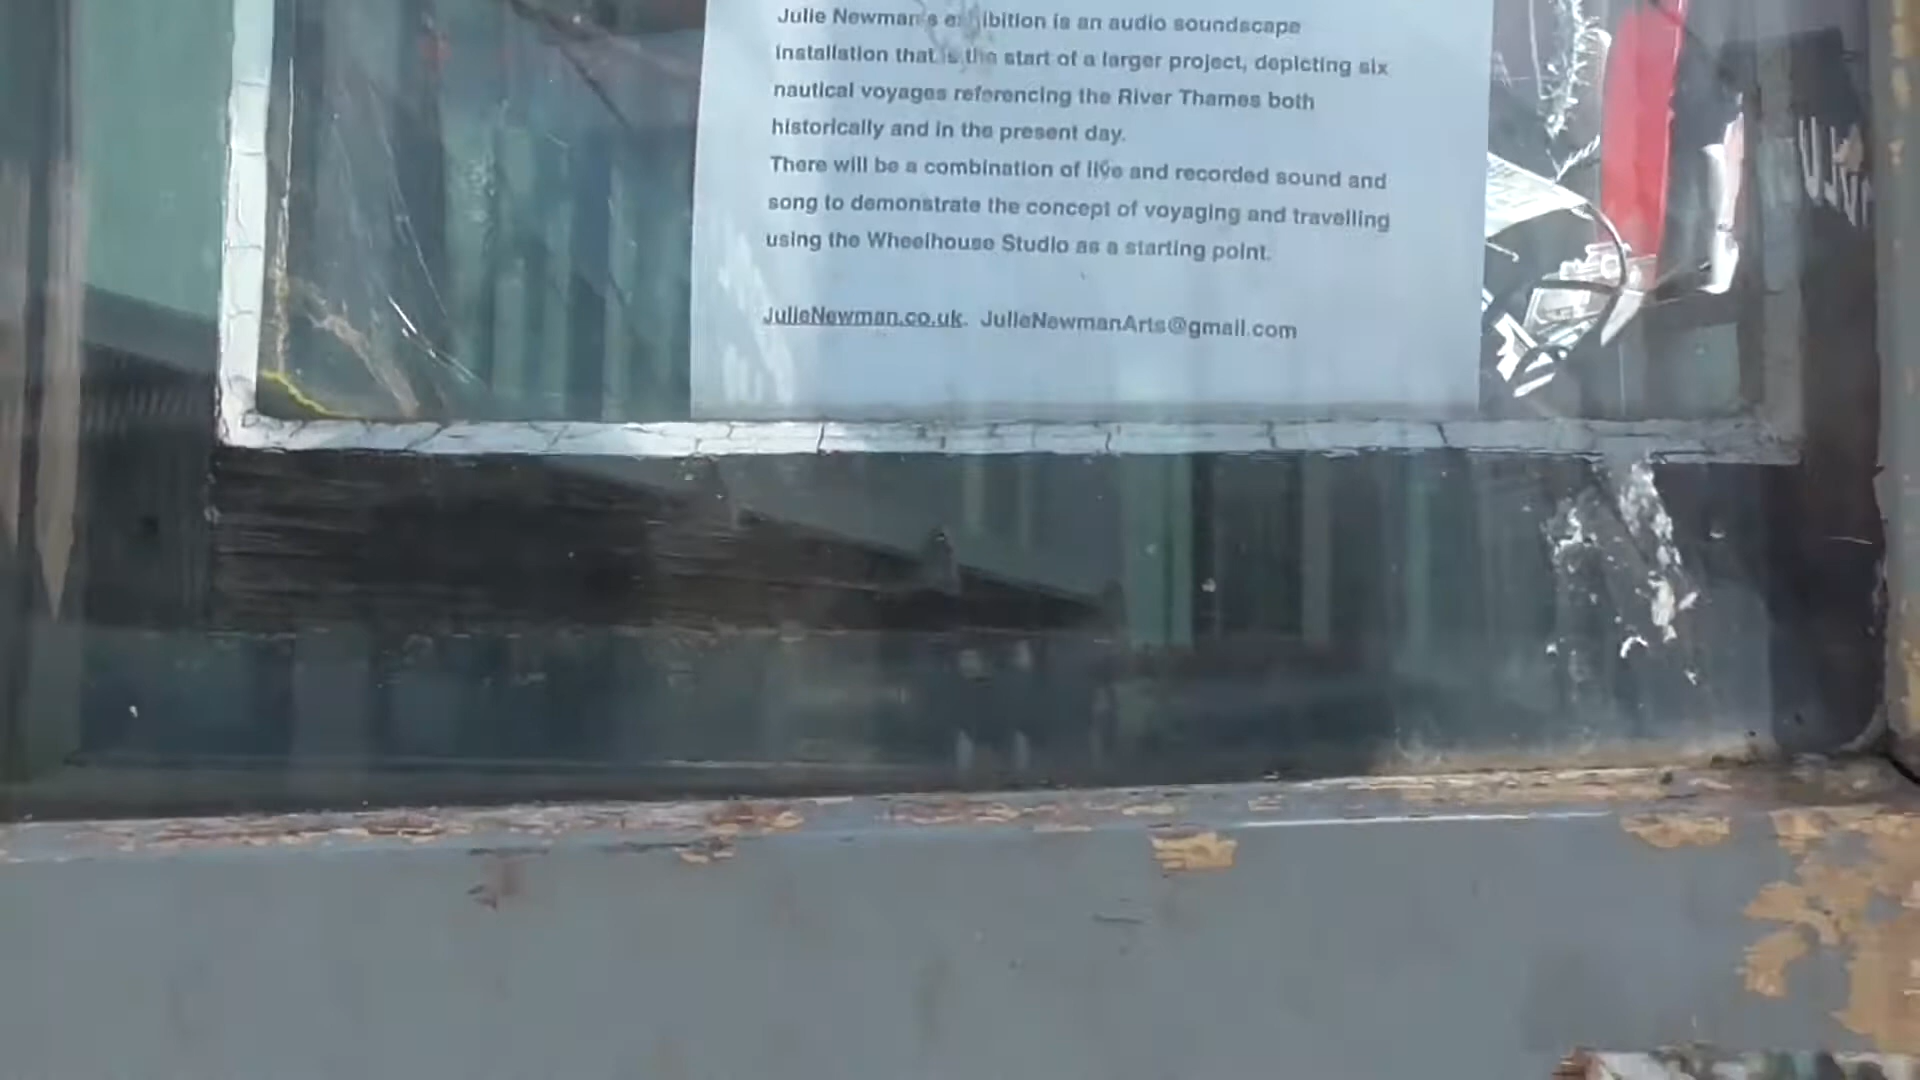 Julie Newman's exhibition is an audio soundscape
installation that is the start of a larger project, depicting six
nautical voyages referencing the River Thames both
historically and in the present day.
There will be a combination of live and recorded sound and
song to demonstrate the concept of voyaging and travelling
using the Wheelhouse Studio as a starting point.
JulieNewman.co.uk. JulieNewmanArts@gmail.com